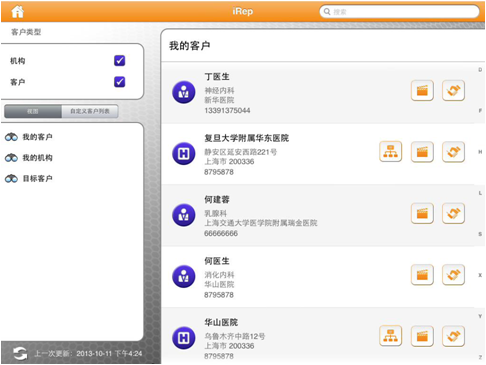 iRep
搜索
客户类型
机构
客户
视图
自定义客户列表
我的客户
我的机构
目标客户
上一次更新: 2013-10-11 下午4:24
我的客户
丁医生
神经内科
新华医院
13391375044
复旦大学附属华东医院
静安区延安西路221号
上海市 200336
8795878
何建蓉
乳腺科
上海交通大学医学院附属瑞金医院
66666666
何医生
消化内科
华山医院
8795878
华山医院
乌鲁木齐中路12号
上海市 200336
8795878
D
F
H
L
S
X
Y
Z